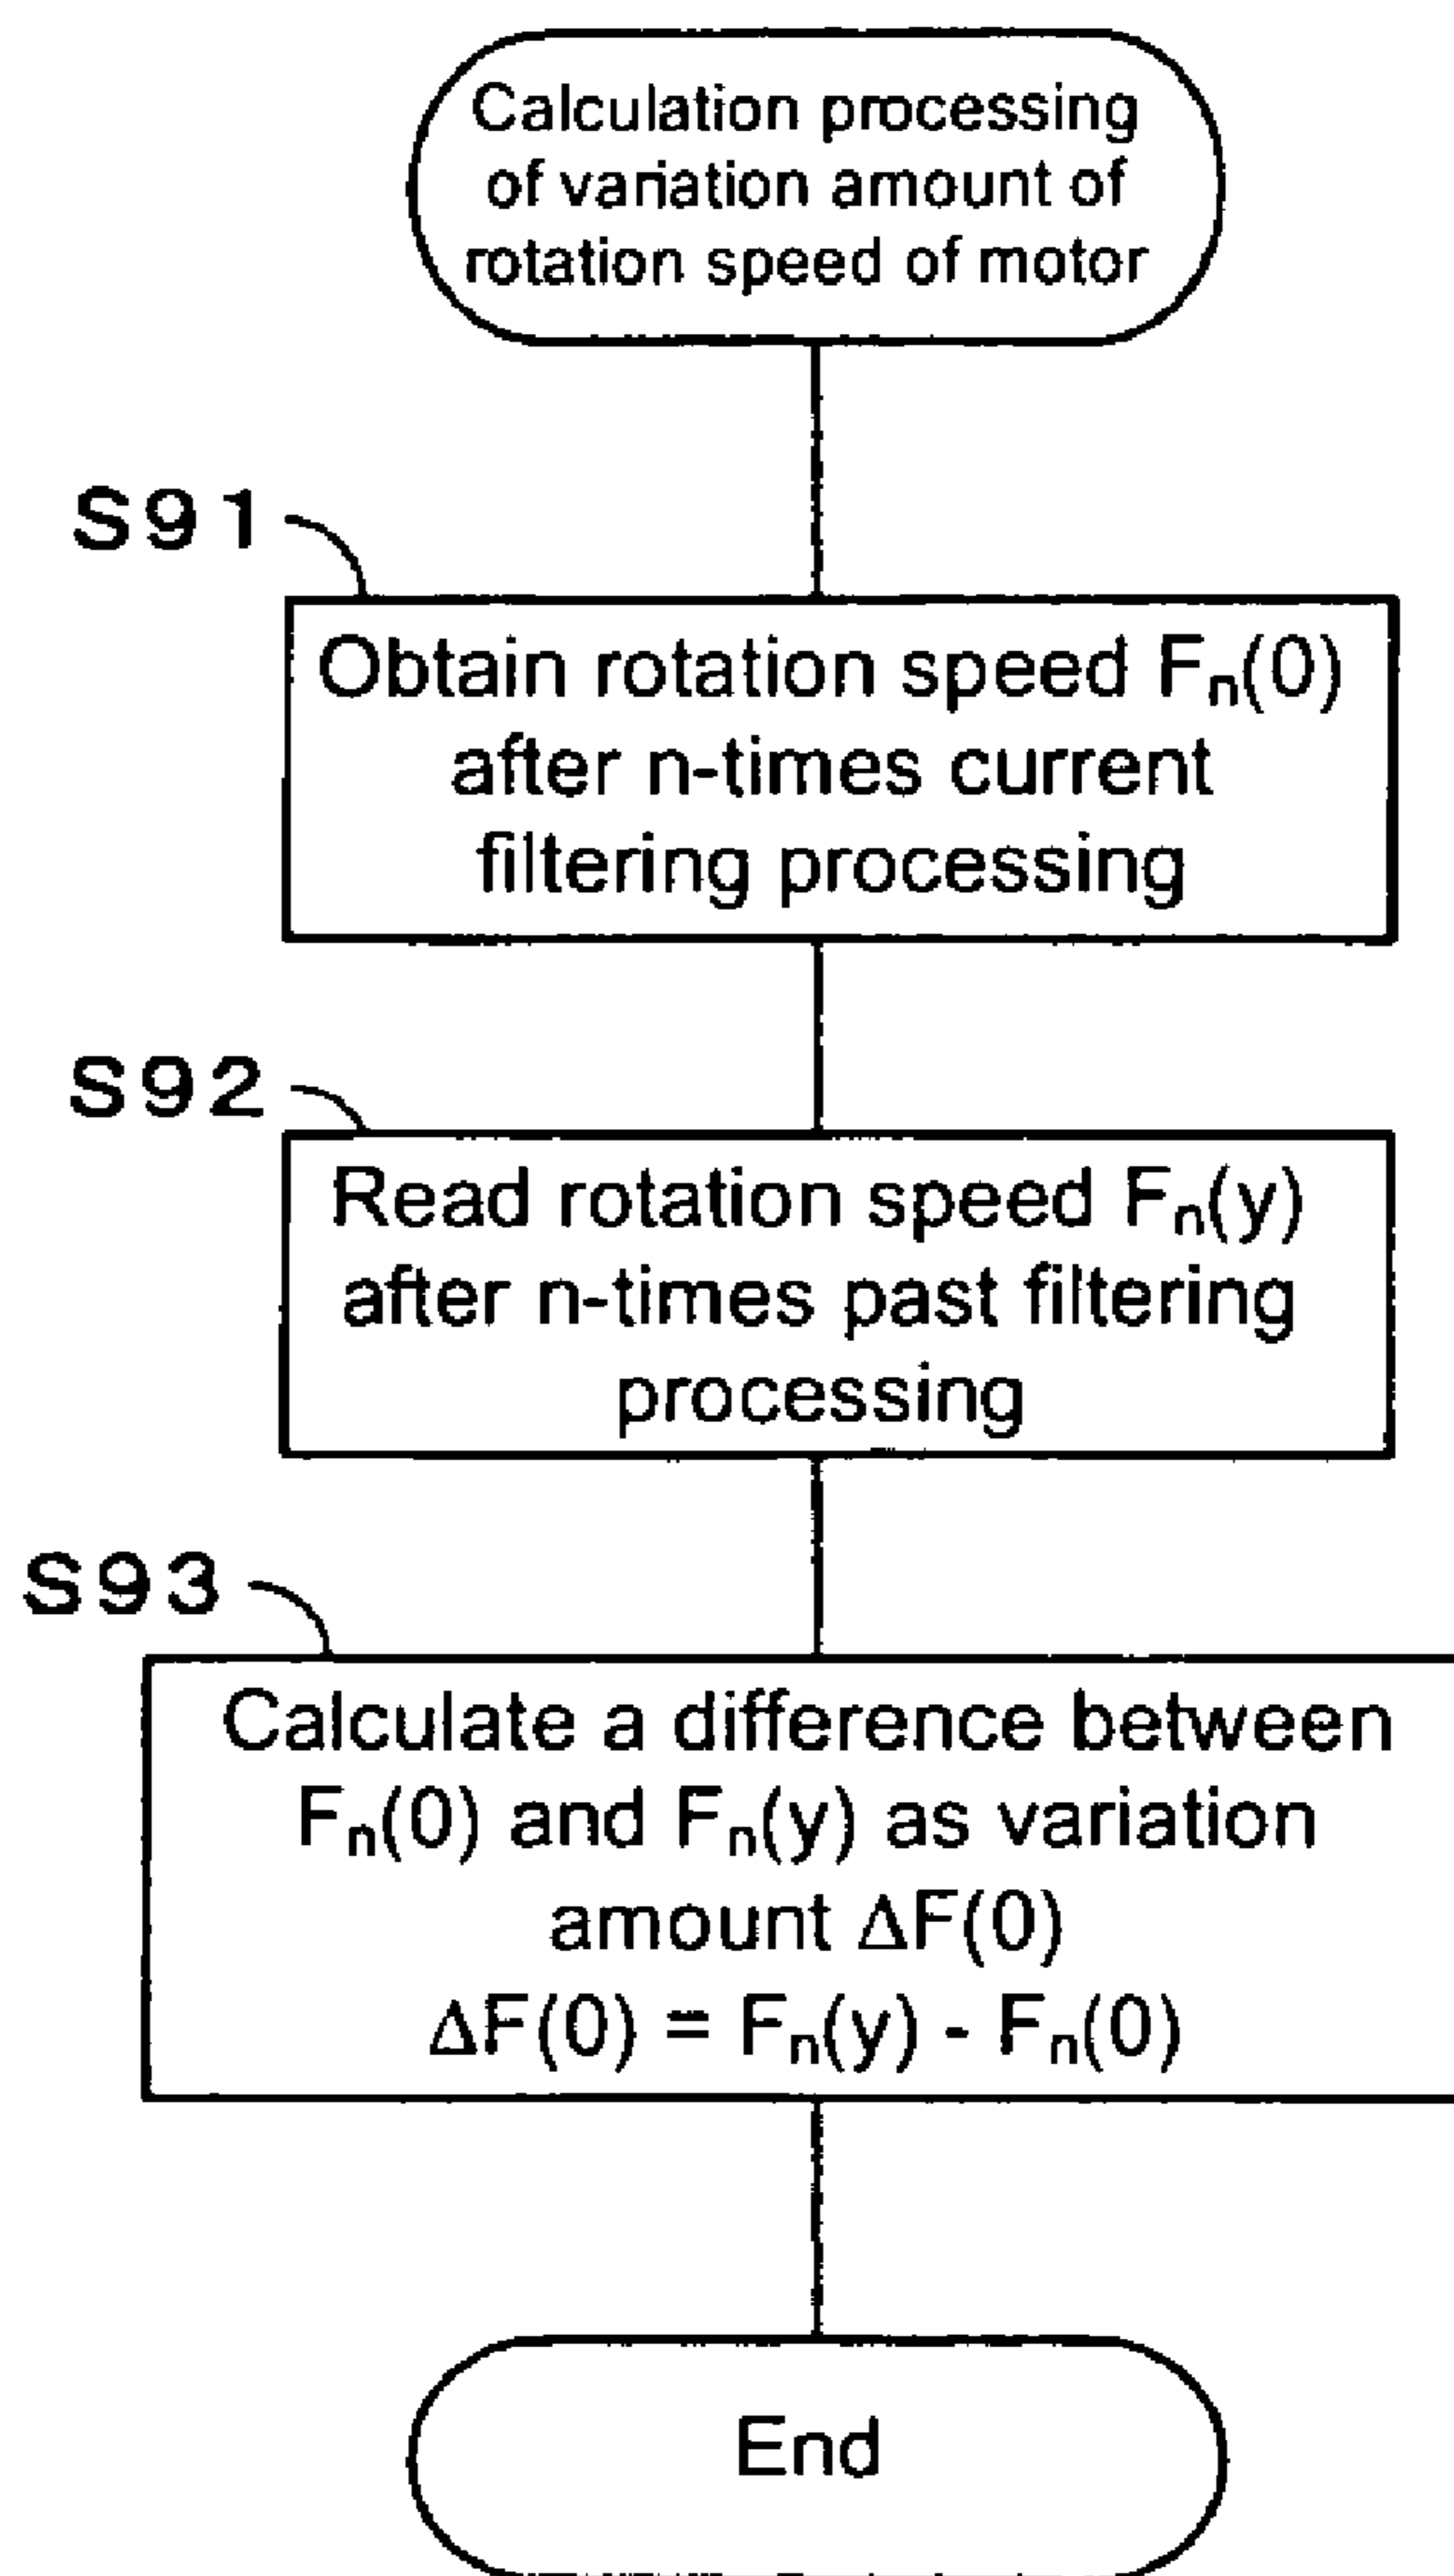 Calculation processing
of variation amount of
rotation speed of motor
S91
Obtain rotation speed Fₙ(0)
after n-times current
filtering processing
S92
Read rotation speed Fₙ(y)
after n-times past filtering
processing
S93
Calculate a difference between
Fₙ(0) and Fₙ(y) as variation
amount ΔF(0)
ΔF(0) = Fₙ(y) - Fₙ(0)
End